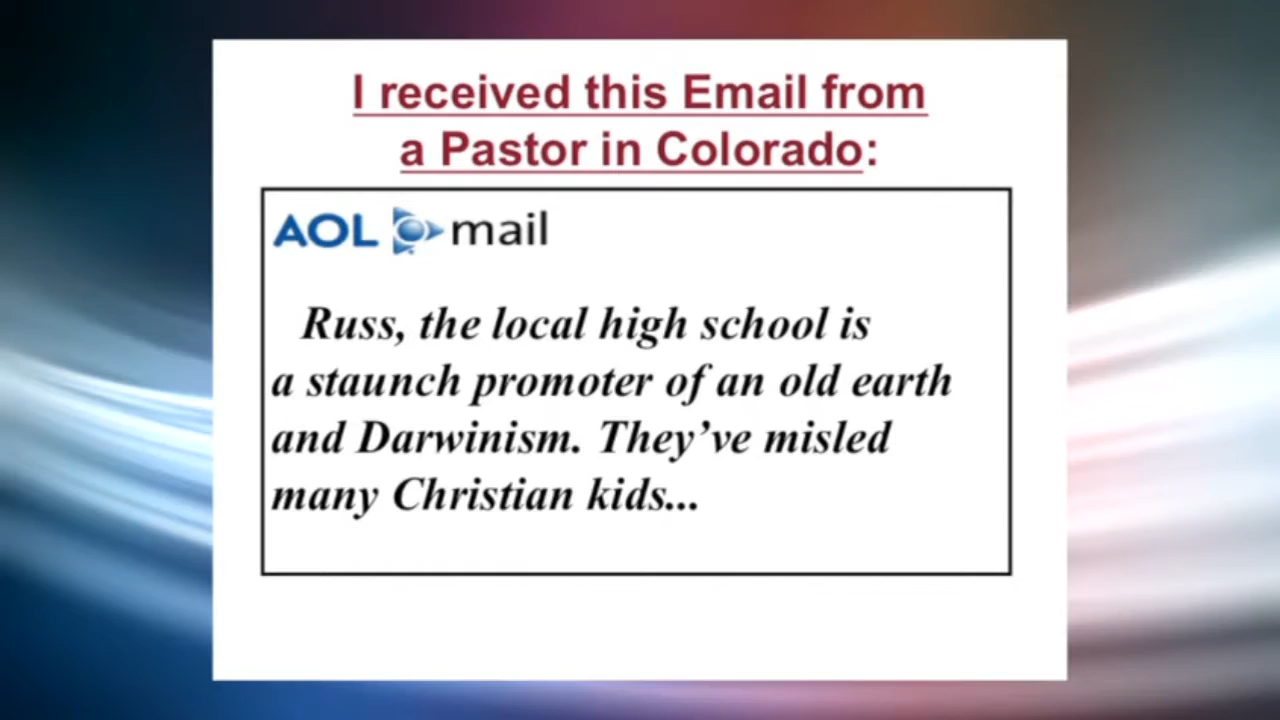 I received this Email from
a Pastor in Colorado:
AOL mail
Russ, the local high school is
a staunch promoter of an old earth
and Darwinism. They’ve misled
many Christian kids...